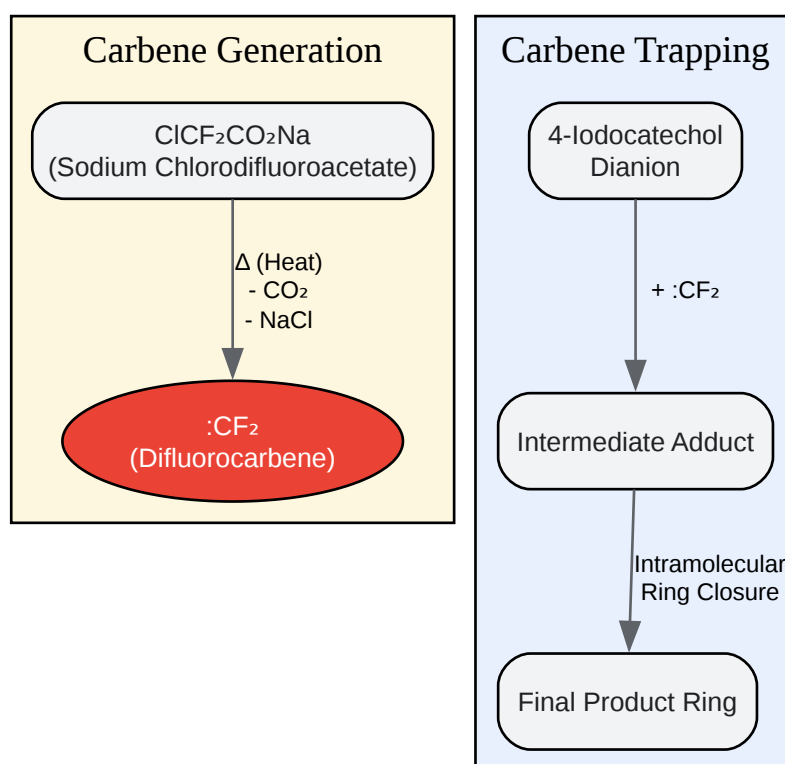 Carbene Generation
ClCF₂CO₂Na
(Sodium Chlorodifluoroacetate)
Δ (Heat)
- CO₂
- NaCl
:CF₂
(Difluorocarbene)
Carbene Trapping
4-Iodocatechol
Dianion
+ :CF₂
Intermediate Adduct
Intramolecular
Ring Closure
Final Product Ring